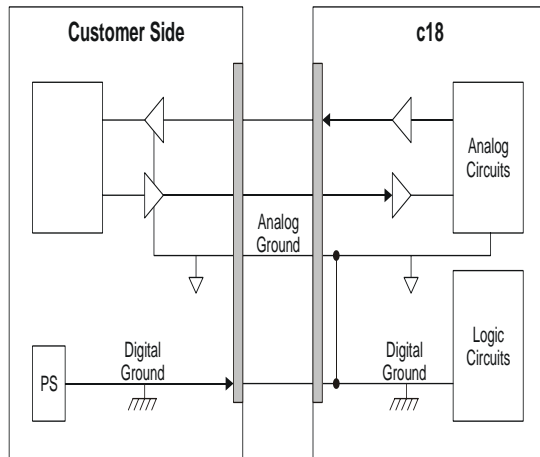 Customer Side
c18
Analog
Circuits
Analog
Ground
Logic
Circuits
PS
Digital
Ground
Digital
Ground